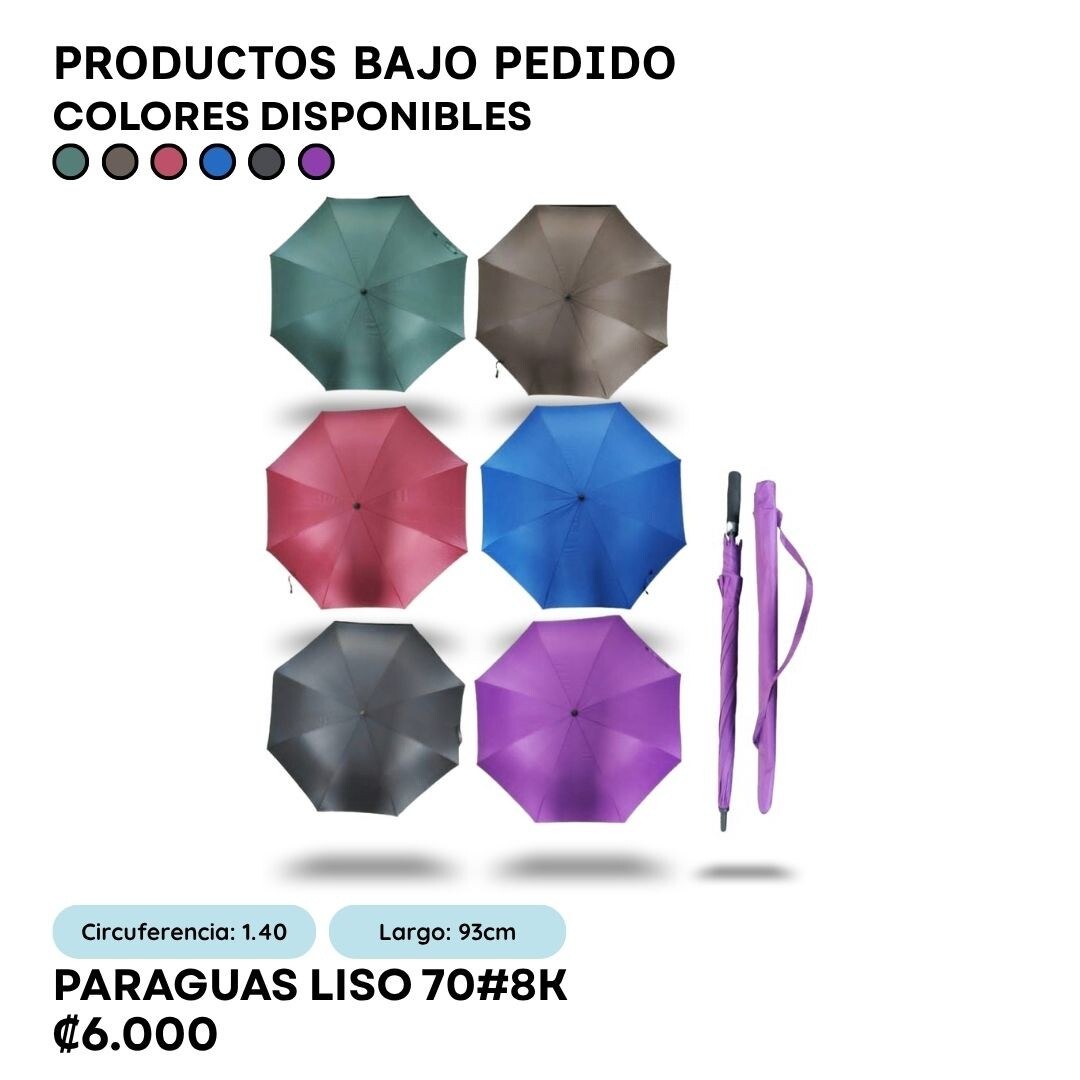 PRODUCTOS BAJO PEDIDO
COLORES DISPONIBLES
Circuferencia: 1.40
Largo: 93cm
PARAGUAS LISO 70#8K
₡6.000